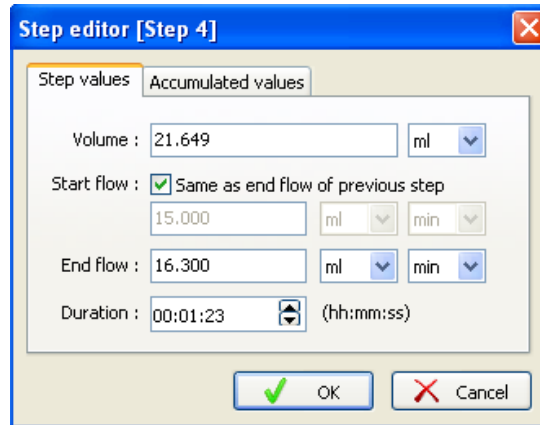 Step editor [Step 4]
Step values Accumulated values
Volume : 21.649 ml
Start flow : Same as end flow of previous step
15.000 ml min
End flow : 16.300 ml min
Duration : 00:01:23 (hh:mm:ss)
OK Cancel